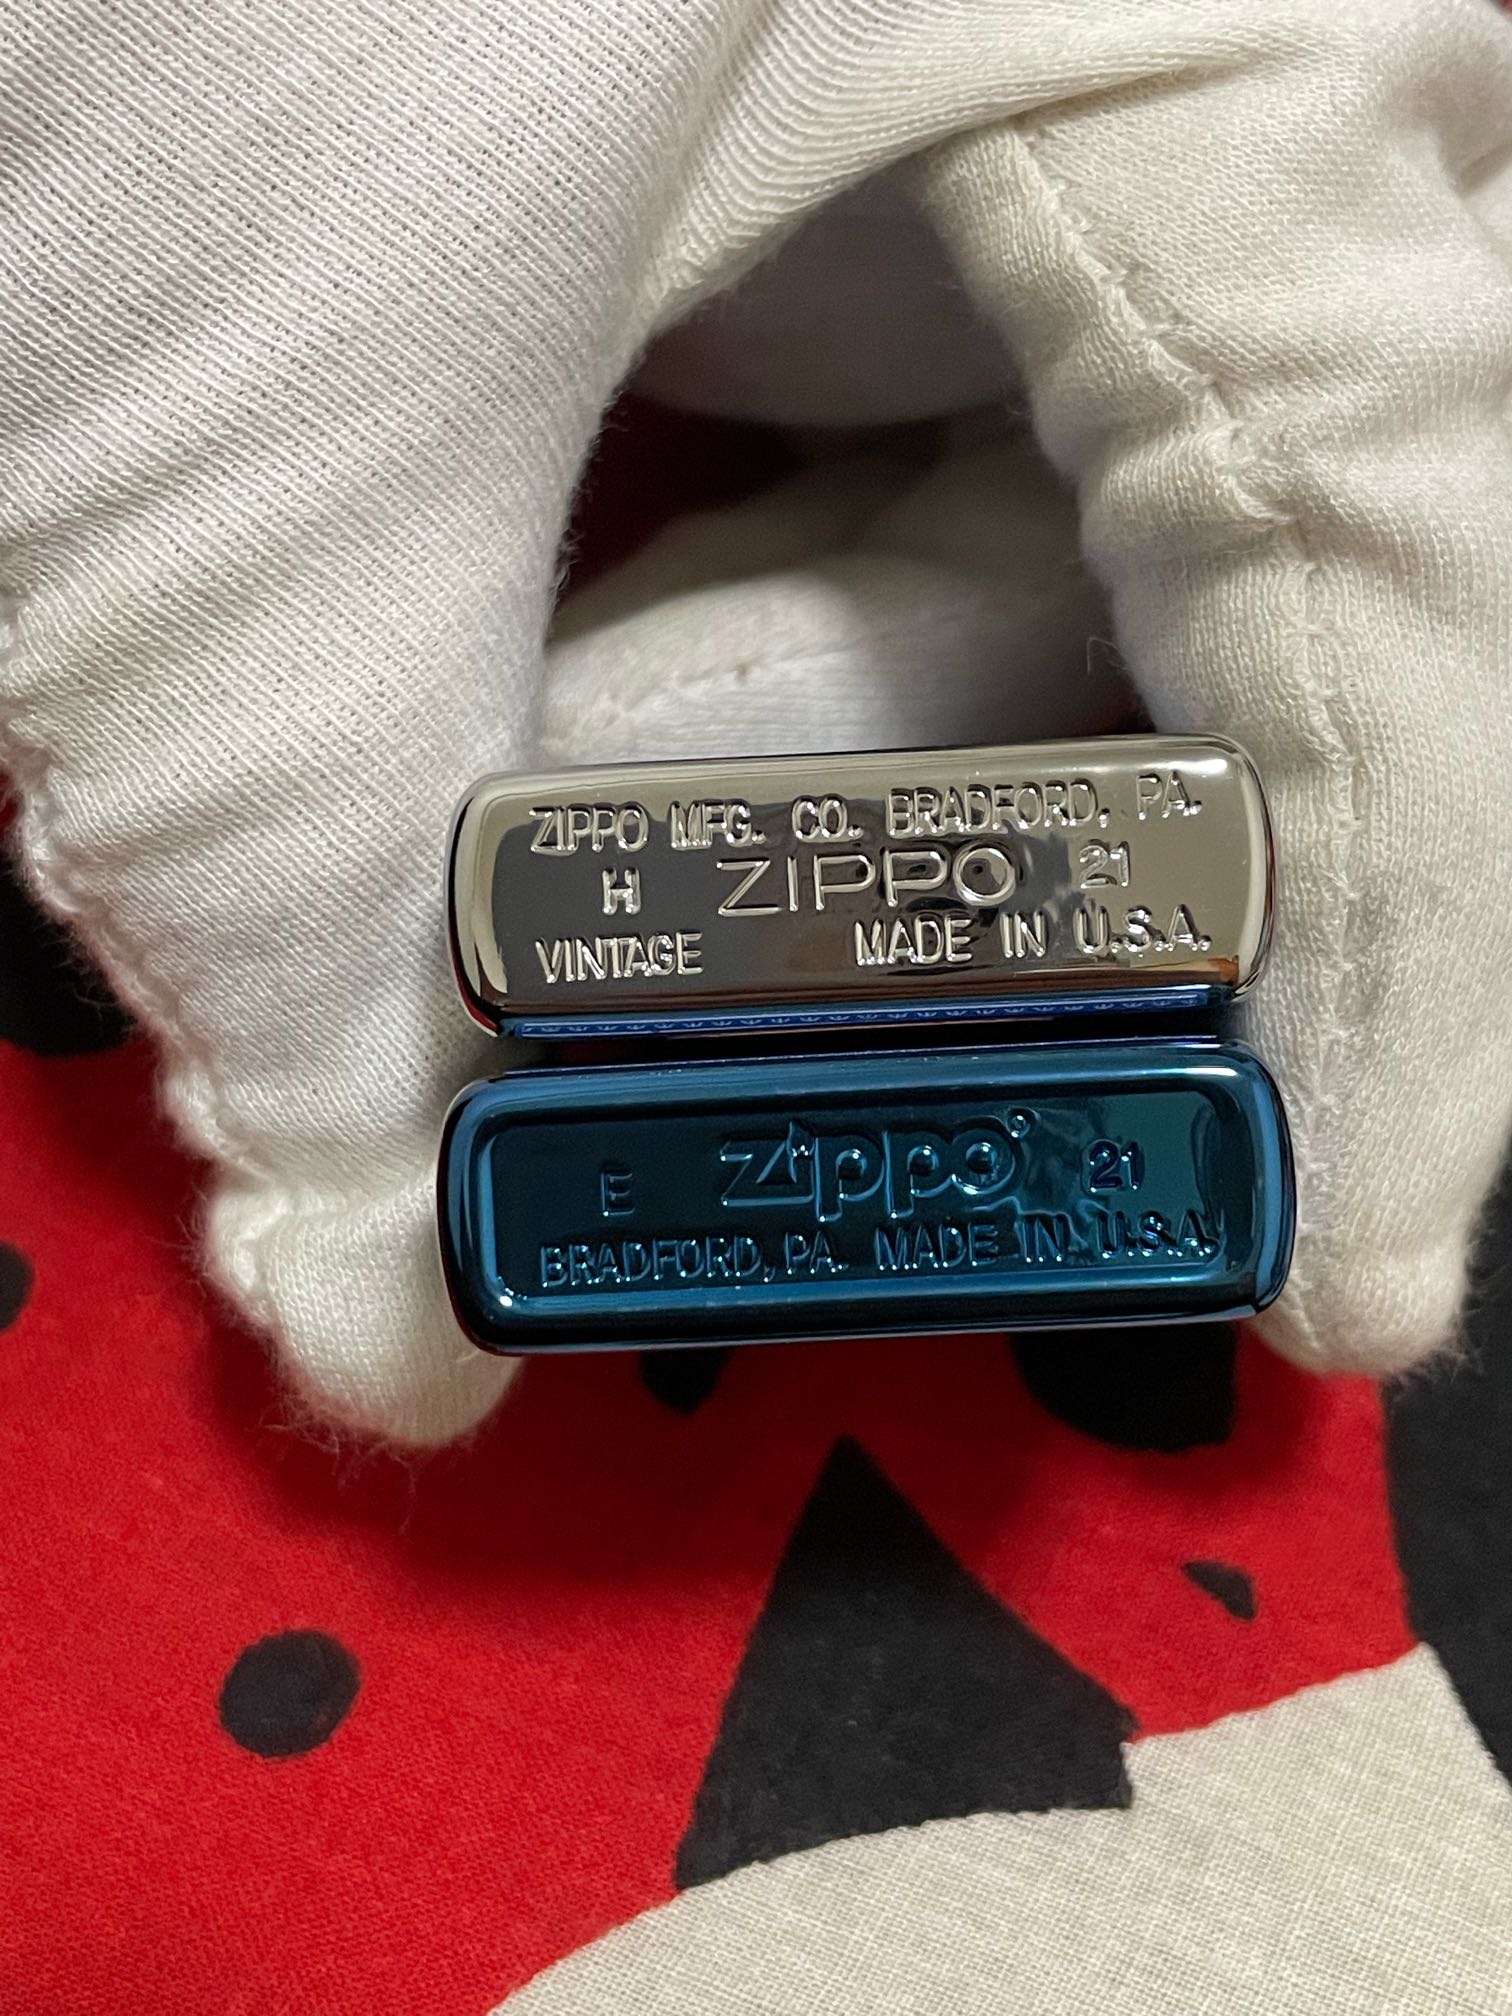 ZIPPO MFG. CO. BRADFORD, PA.
H ZIPPO 21
VINTAGE MADE IN U.S.A.
E Zippo 21
BRADFORD, PA. MADE IN U.S.A.